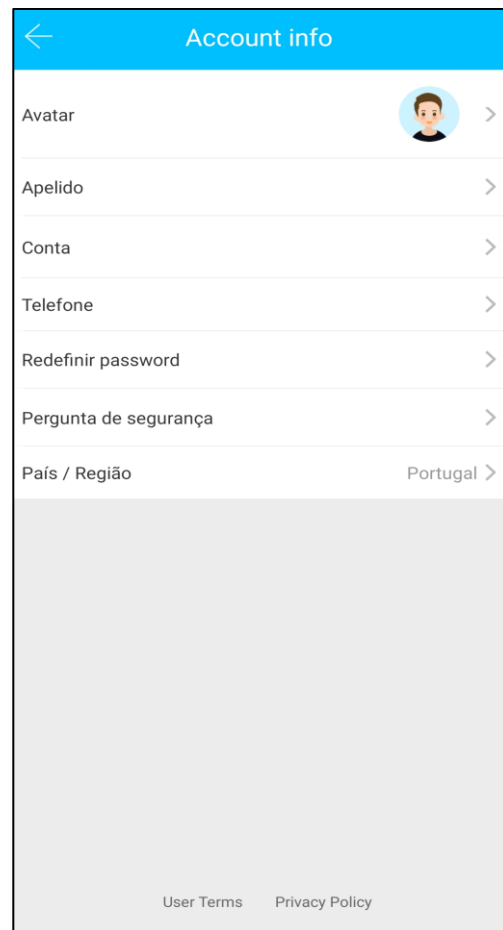 Account info
Avatar
Apelido
Conta
Telefone
Redefinir password
Pergunta de segurança
País / Região Portugal
User Terms Privacy Policy